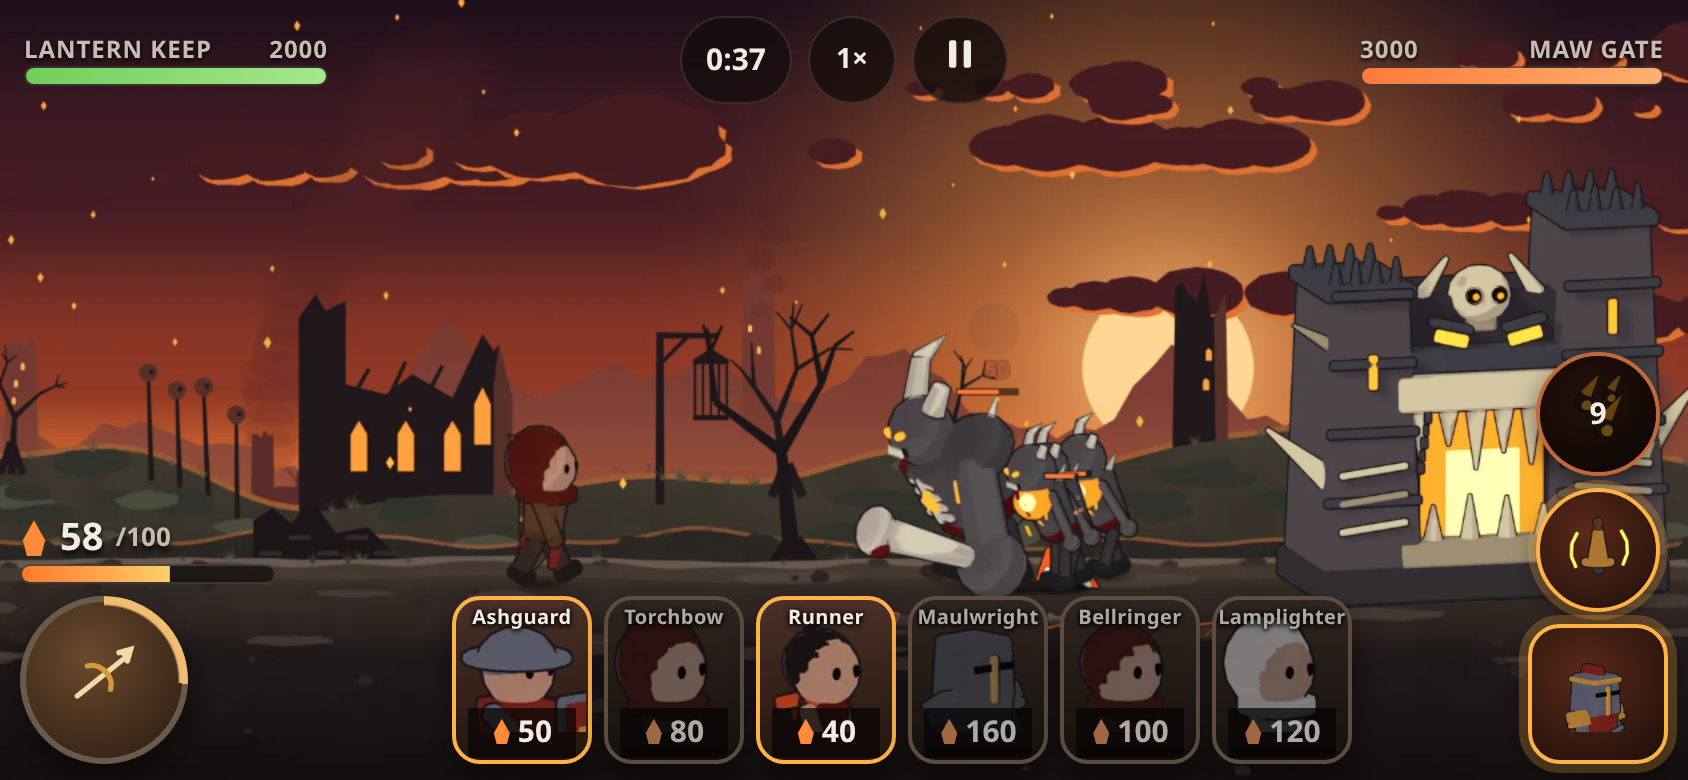 LANTERN KEEP 2000
0:37
1×
3000 MAW GATE
50
9
58 /100
Ashguard
50
Torchbow
80
Runner
40
Maulwright
160
Bellringer
100
Lamplighter
120